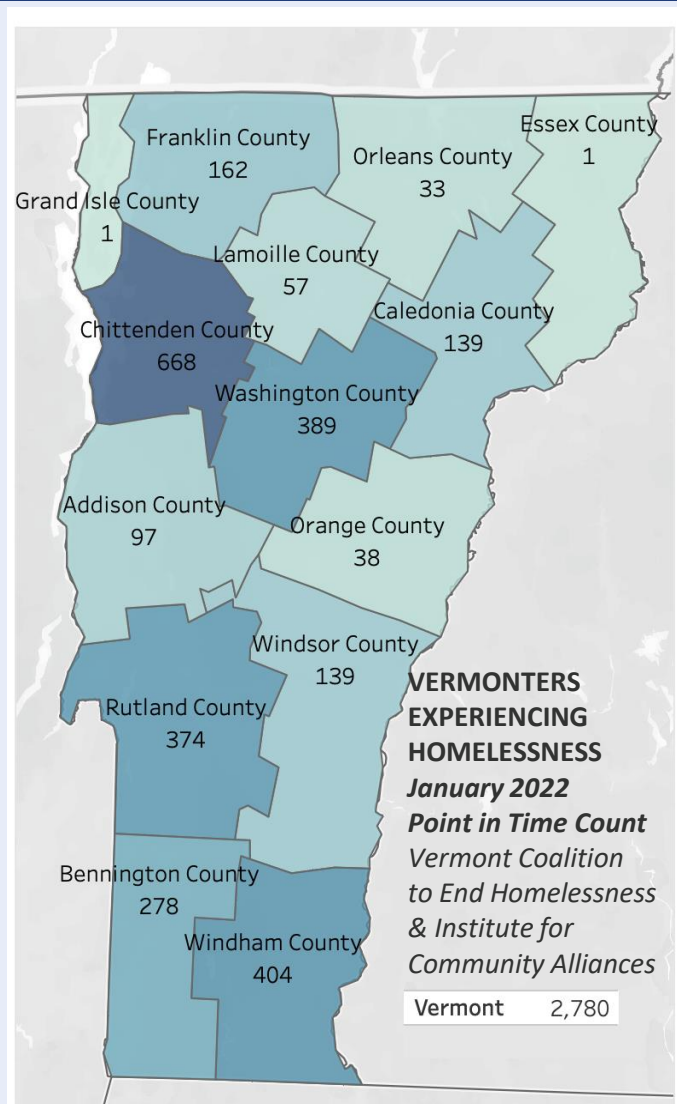 Franklin County
162
Essex County
1
Orleans County
33
Grand Isle County
1
Lamoille County
57
Chittenden County
668
Caledonia County
139
Washington County
389
Addison County
97
Orange County
38
Windsor County
139
Rutland County
374
Bennington County
278
Windham County
404
VERMONTERS
EXPERIENCING
HOMELESSNESS
January 2022
Point in Time Count
Vermont Coalition
to End Homelessness
& Institute for
Community Alliances
Vermont 2,780